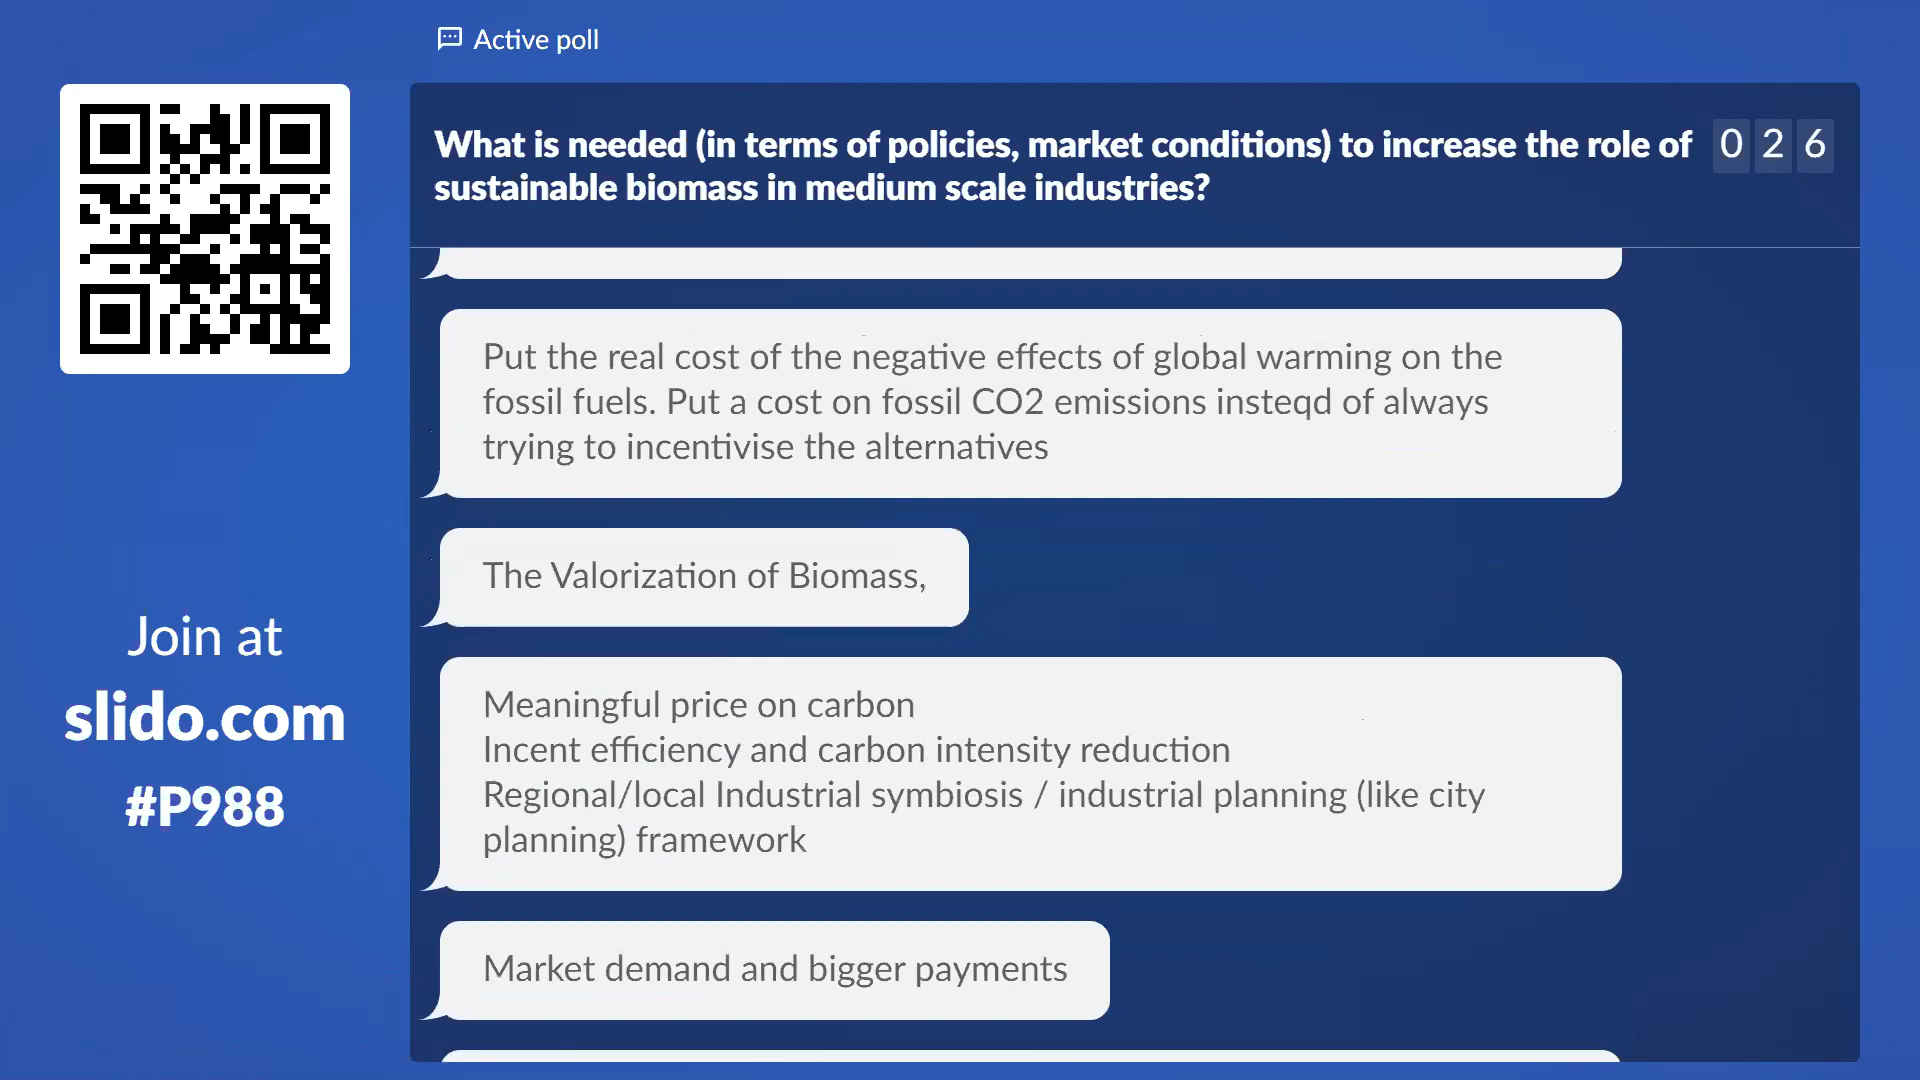 Active poll
What is needed (in terms of policies, market conditions) to increase the role of
sustainable biomass in medium scale industries?
026
Put the real cost of the negative effects of global warming on the
fossil fuels. Put a cost on fossil CO2 emissions insteqd of always
trying to incentivise the alternatives
The Valorization of Biomass,
Meaningful price on carbon
Incent efficiency and carbon intensity reduction
Regional/local Industrial symbiosis / industrial planning (like city
planning) framework
Market demand and bigger payments
Join at
slido.com
#P988